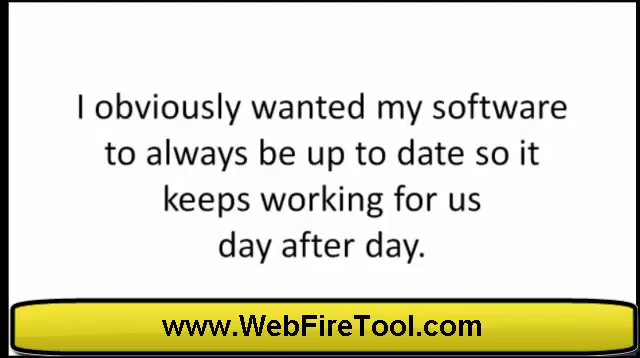 I obviously wanted my software
to always be up to date so it
keeps working for us
day after day.
www.WebFireTool.com